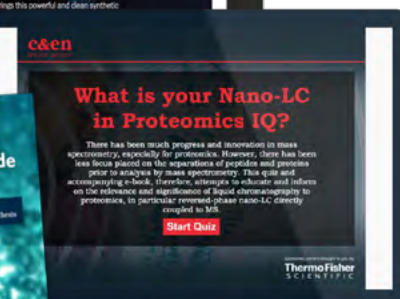 ings this powerful and clean synthetic
c&en
What is your Nano-LC
in Proteomics IQ?
There has been much progress and innovation in mass
spectrometry, especially for proteomics. However, there has been
less focus placed on the separations of peptides and proteins
prior to analysis by mass spectrometry. This quiz and
accompanying e-book, therefore, attempts to educate and inform
on the relevance and significance of liquid chromatography to
proteomics, in particular reversed-phase nano-LC directly
coupled to MS.
de
Start Quiz
ThermoFisher
SCIENTIFIC